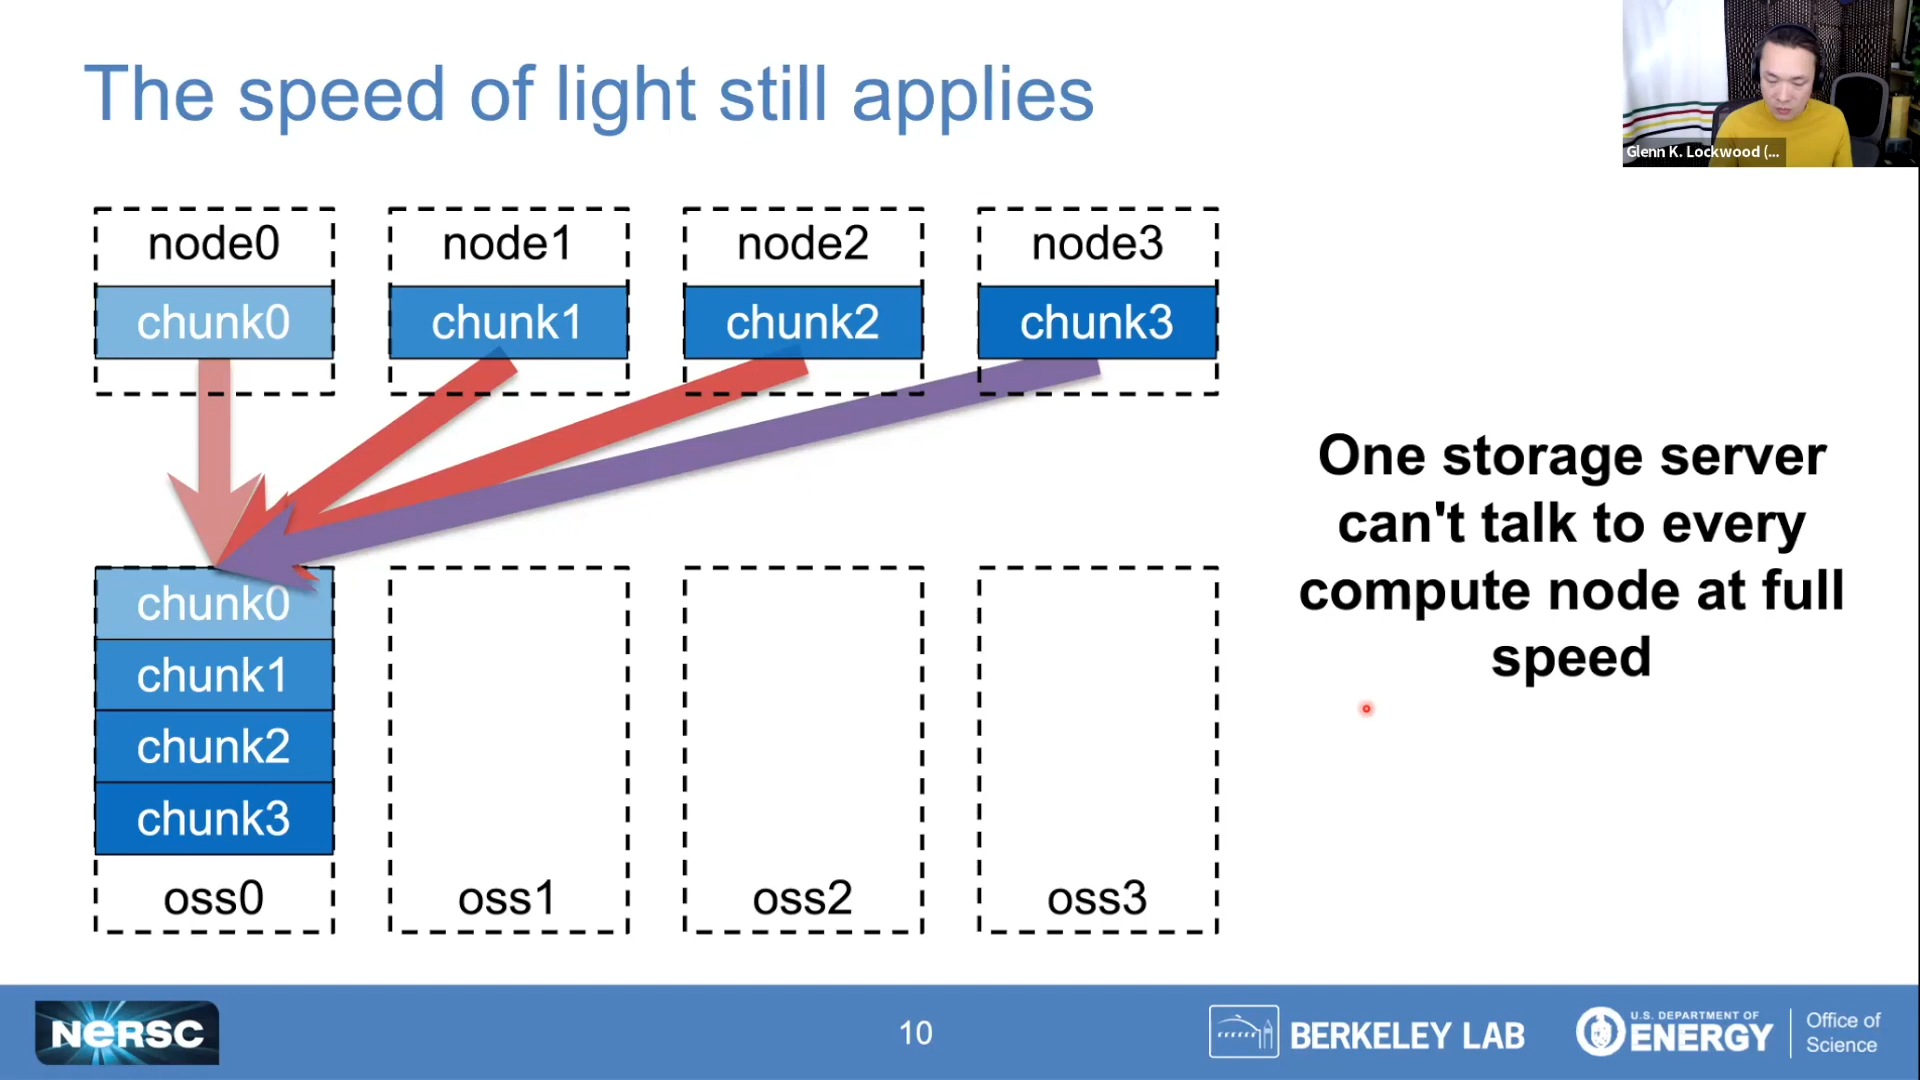 The speed of light still applies
Glenn K. Lockwood (...
node0
node1
node2
node3
chunk0
chunk1
chunk2
chunk3
One storage server
can't talk to every
compute node at full
speed
chunk0
chunk1
chunk2
chunk3
oss0
oss1
oss2
oss3
NERSC
10
BERKELEY LAB
U.S. DEPARTMENT OF
ENERGY
Office of
Science